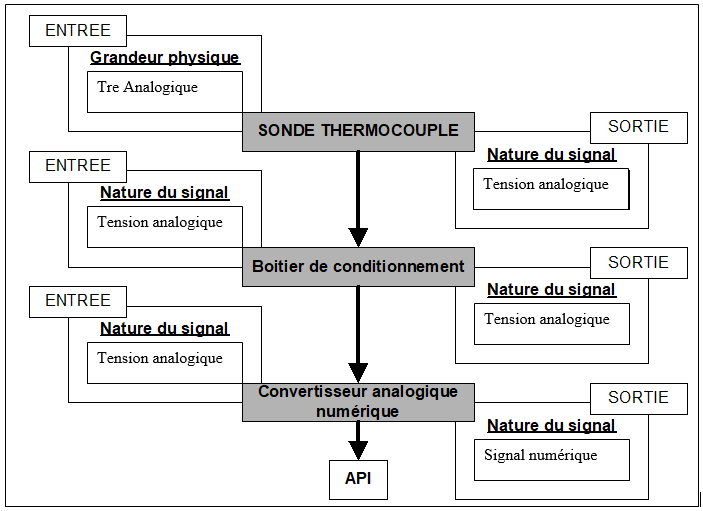 ENTREE
Grandeur physique
Tre Analogique
SONDE THERMOCOUPLE
SORTIE
Nature du signal
Tension analogique
ENTREE
Nature du signal
Tension analogique
Boitier de conditionnement
SORTIE
Nature du signal
Tension analogique
ENTREE
Nature du signal
Tension analogique
Convertisseur analogique
numérique
SORTIE
Nature du signal
Signal numérique
API